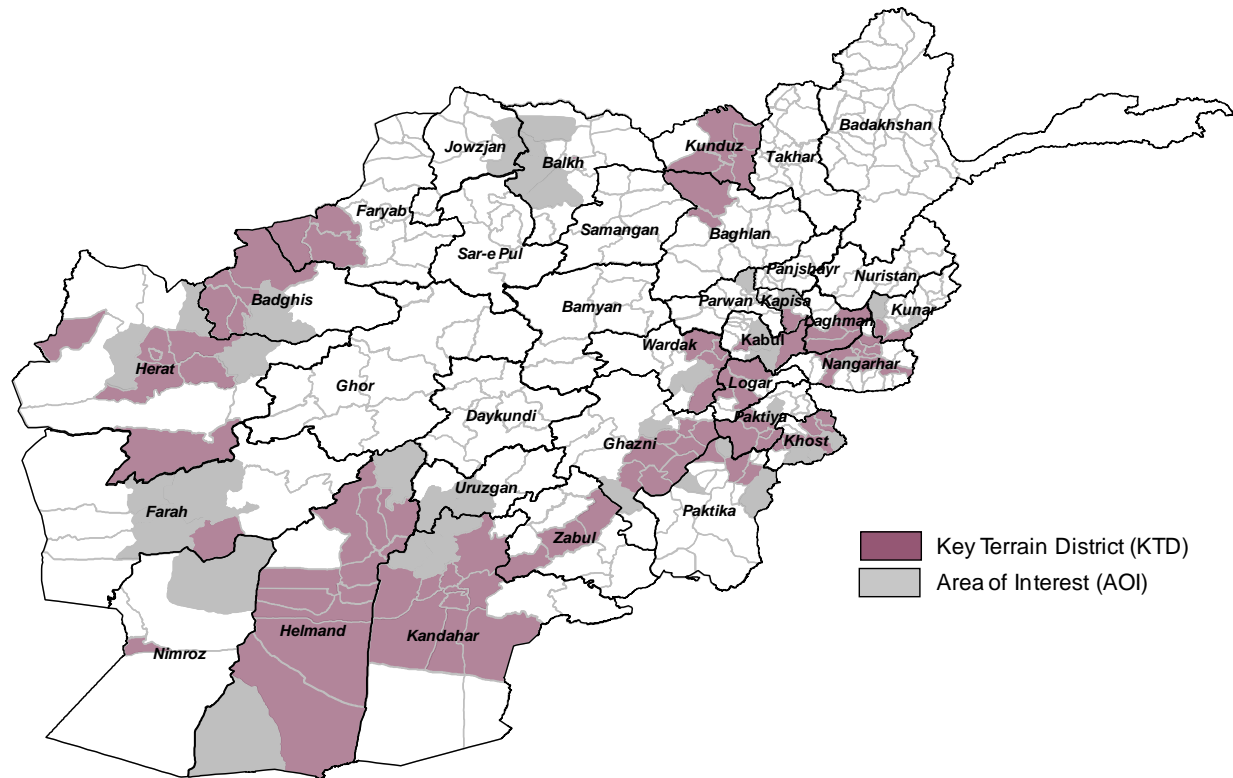 Badakhshan
Jowzjan
Balkh
Kunduz
Takhar
Faryab
Samangan
Baghlan
Sar-e Pul
Panjshayr
Nuristan
Badghis
Bamyan
Parwan
Kapisa
Kunar
Laghman
Wardak
Kabul
Herat
Nangarhar
Ghor
Logar
Daykundi
Paktiya
Ghazni
Khost
Uruzgan
Farah
Paktika
Zabul
Key Terrain District (KTD)
Area of Interest (AOI)
Helmand
Kandahar
Nimroz